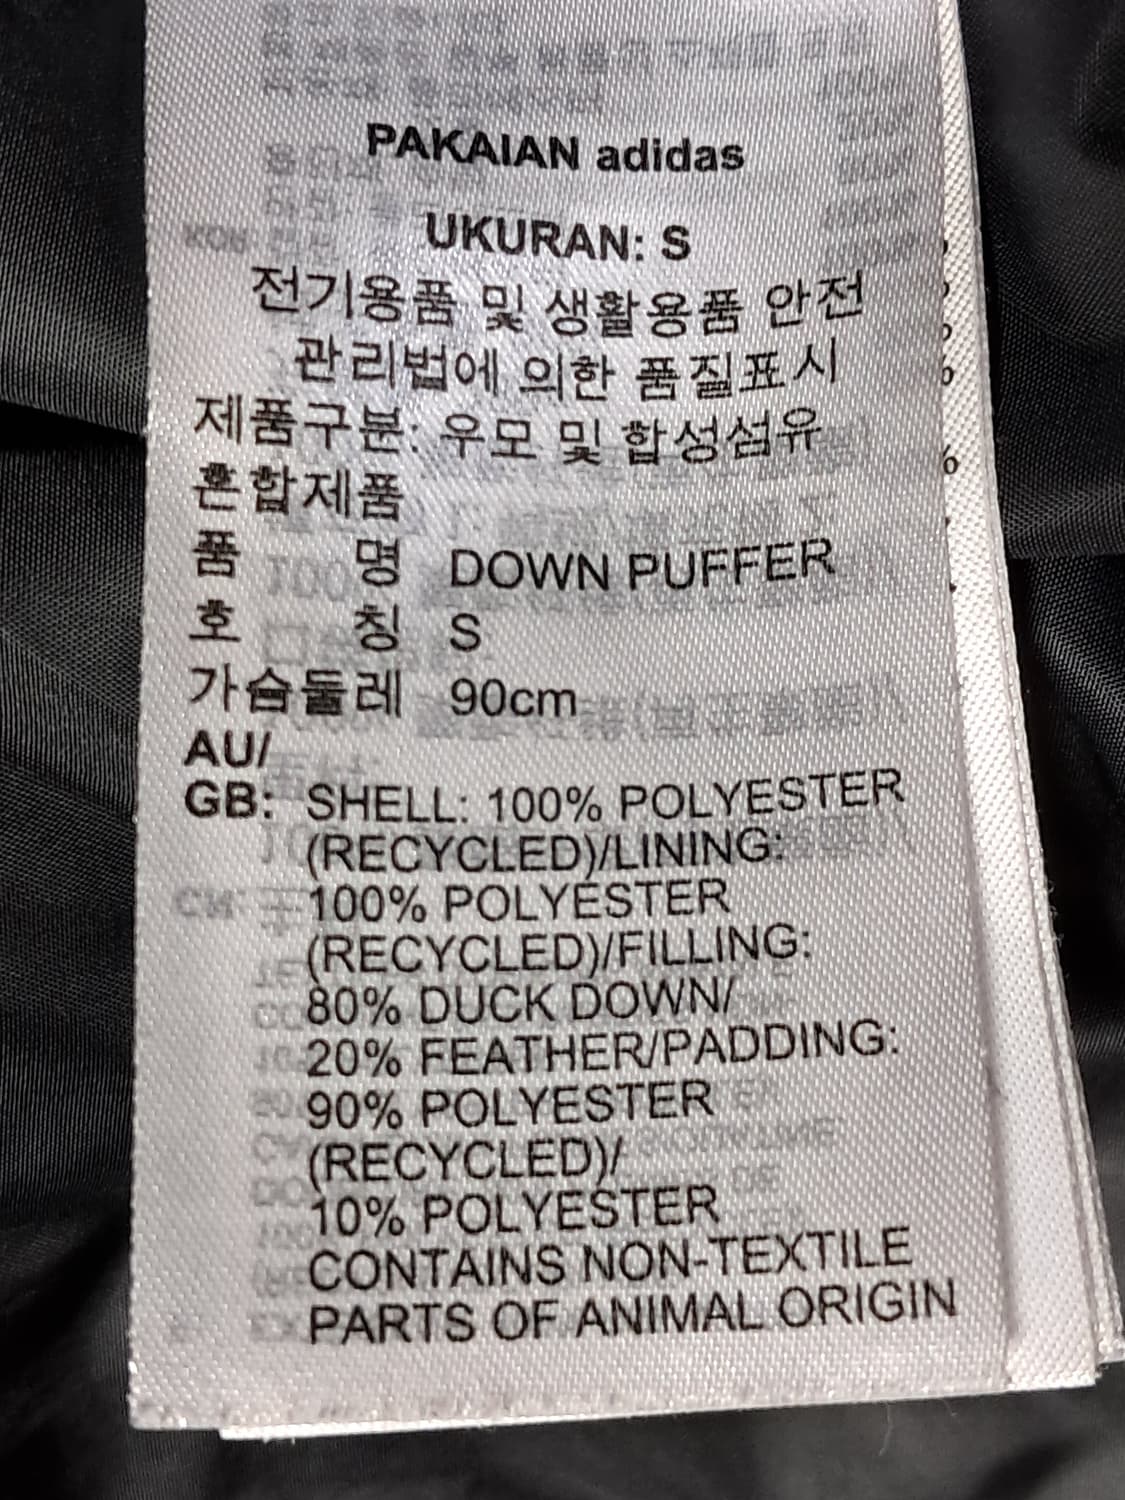 PAKAIAN adidas
UKURAN: S
전기용품 및 생활용품 안전
관리법에 의한 품질표시
제품구분: 우모 및 합성섬유
혼합제품
품 명 DOWN PUFFER
호 칭 S
가슴둘레 90cm
AU/
GB: SHELL: 100% POLYESTER
(RECYCLED)/LINING:
100% POLYESTER
(RECYCLED)/FILLING:
80% DUCK DOWN/
20% FEATHER/PADDING:
90% POLYESTER
(RECYCLED)/
10% POLYESTER
CONTAINS NON-TEXTILE
PARTS OF ANIMAL ORIGIN